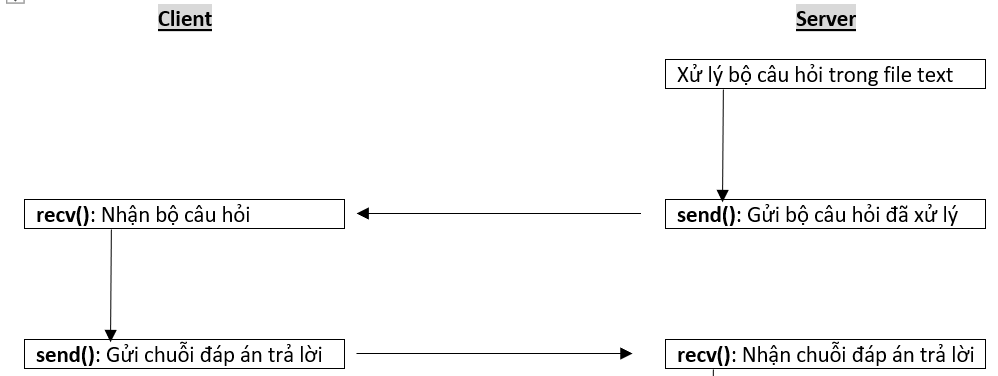 Client
Server
Xử lý bộ câu hỏi trong file text
recv(): Nhận bộ câu hỏi
send(): Gửi bộ câu hỏi đã xử lý
send(): Gửi chuỗi đáp án trả lời
recv(): Nhận chuỗi đáp án trả lời